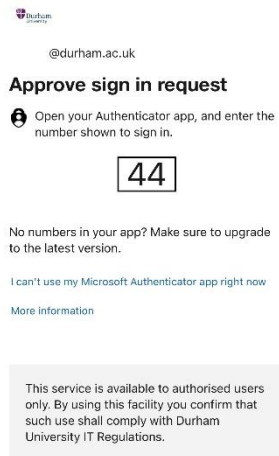 Durham
University
@durham.ac.uk
Approve sign in request
Open your Authenticator app, and enter the
number shown to sign in.
44
No numbers in your app? Make sure to upgrade
to the latest version.
I can't use my Microsoft Authenticator app right now
More information
This service is available to authorised users
only. By using this facility you confirm that
such use shall comply with Durham
University IT Regulations.